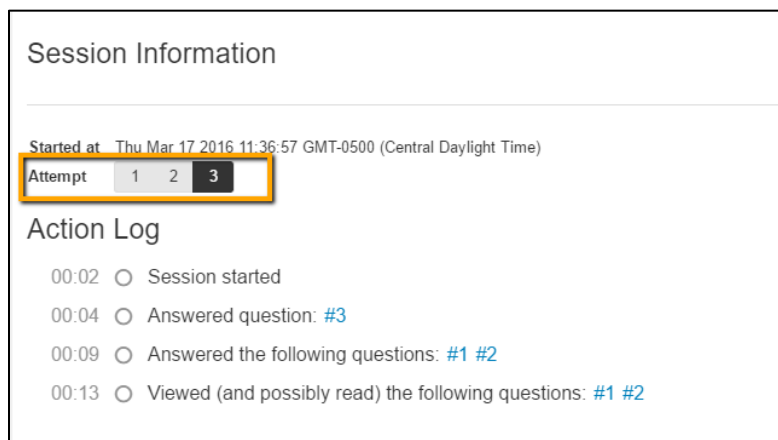 Session Information
Started at Thu Mar 17 2016 11:36:57 GMT-0500 (Central Daylight Time)
Attempt 1 2 3
Action Log
00:02 Session started
00:04 Answered question: #3
00:09 Answered the following questions: #1 #2
00:13 Viewed (and possibly read) the following questions: #1 #2